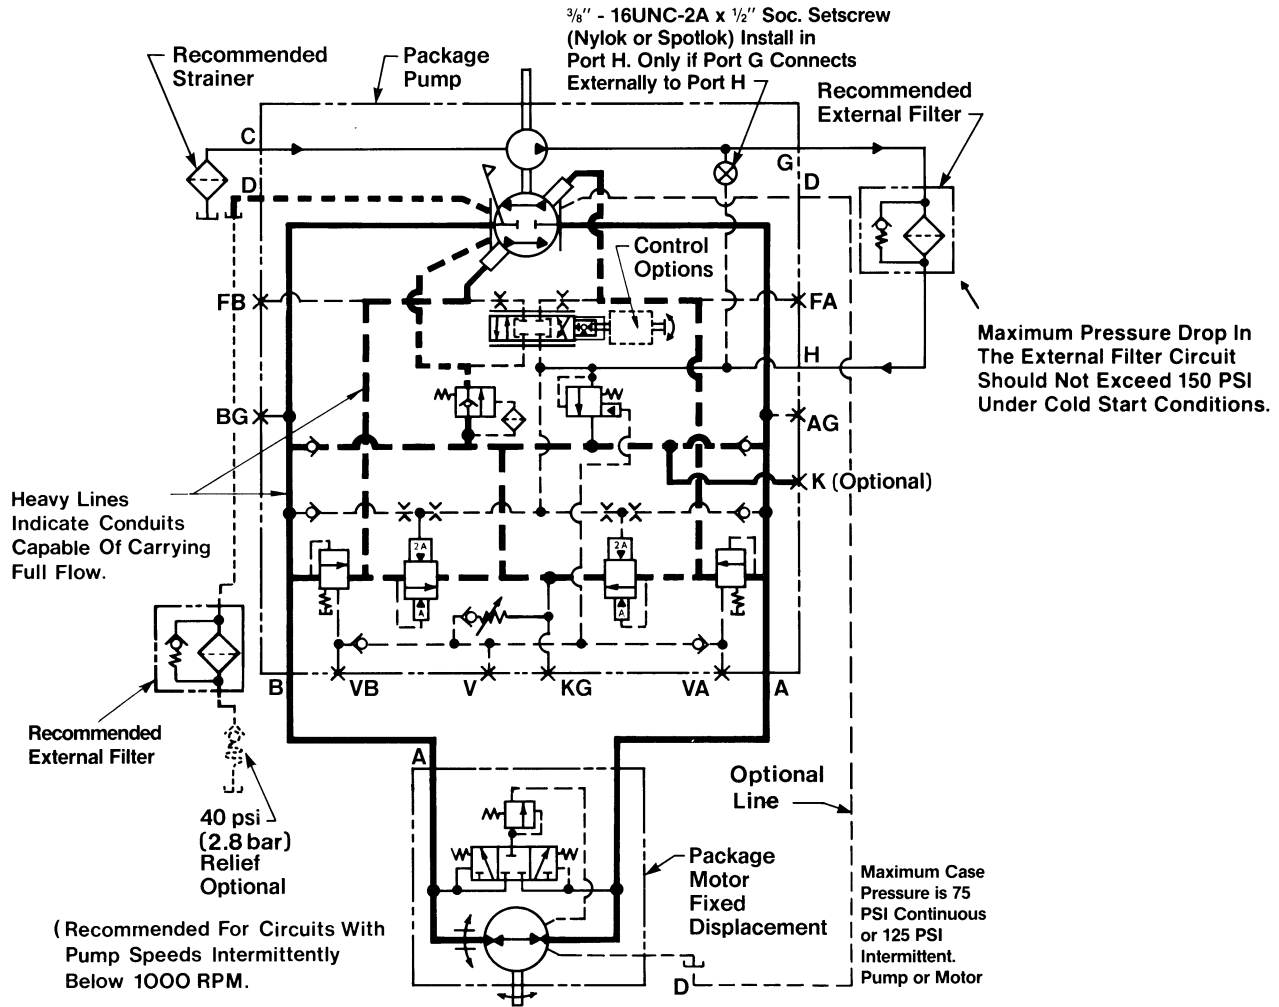 3/8" - 16UNC-2A x 1/2" Soc. Setscrew
(Nylok or Spotlok) Install in
Port H. Only if Port G Connects
Externally to Port H
Recommended
Strainer
Package
Pump
Recommended
External Filter
C
G
D
D
Control
Options
FB
FA
H
Maximum Pressure Drop In
The External Filter Circuit
Should Not Exceed 150 PSI
Under Cold Start Conditions.
BG
AG
K (Optional)
Heavy Lines
Indicate Conduits
Capable Of Carrying
Full Flow.
2A
2A
A
A
B
VB
V
KG
VA
A
Recommended
External Filter
A
Optional
Line
40 psi
(2.8 bar)
Relief
Optional
Package
Motor
Fixed
Displacement
Maximum Case
Pressure is 75
PSI Continuous
or 125 PSI
Intermittent.
Pump or Motor
(Recommended For Circuits With
Pump Speeds Intermittently
Below 1000 RPM.
D